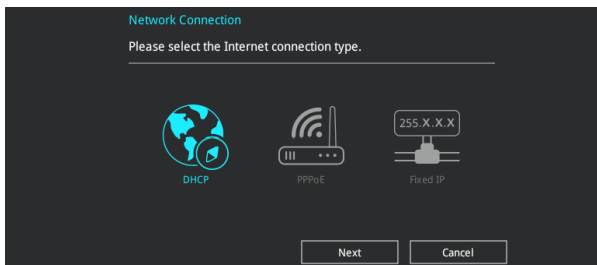 Network Connection
Please select the Internet connection type.
255.X.X.X
DHCP
PPPoE
Fixed IP
Next
Cancel